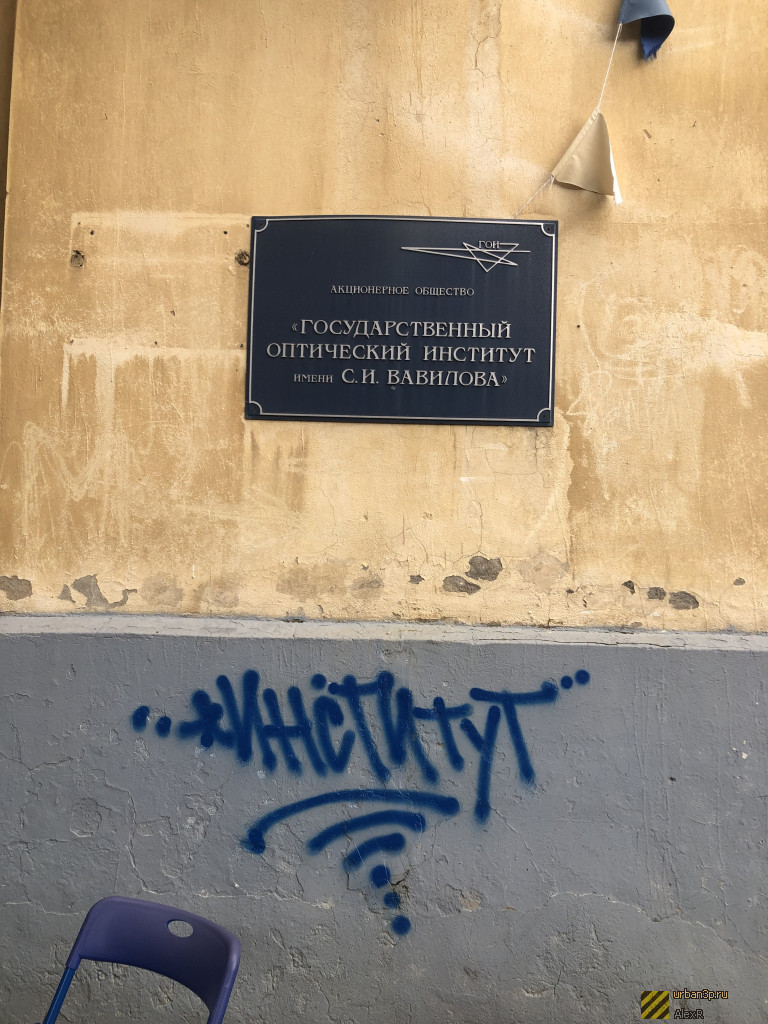 ГОИ
АКЦИОНЕРНОЕ ОБЩЕСТВО
«ГОСУДАРСТВЕННЫЙ
ОПТИЧЕСКИЙ ИНСТИТУТ
ИМЕНИ С.И. ВАВИЛОВА»
ИНСТИТУТ
urban3p.ru
AlexR